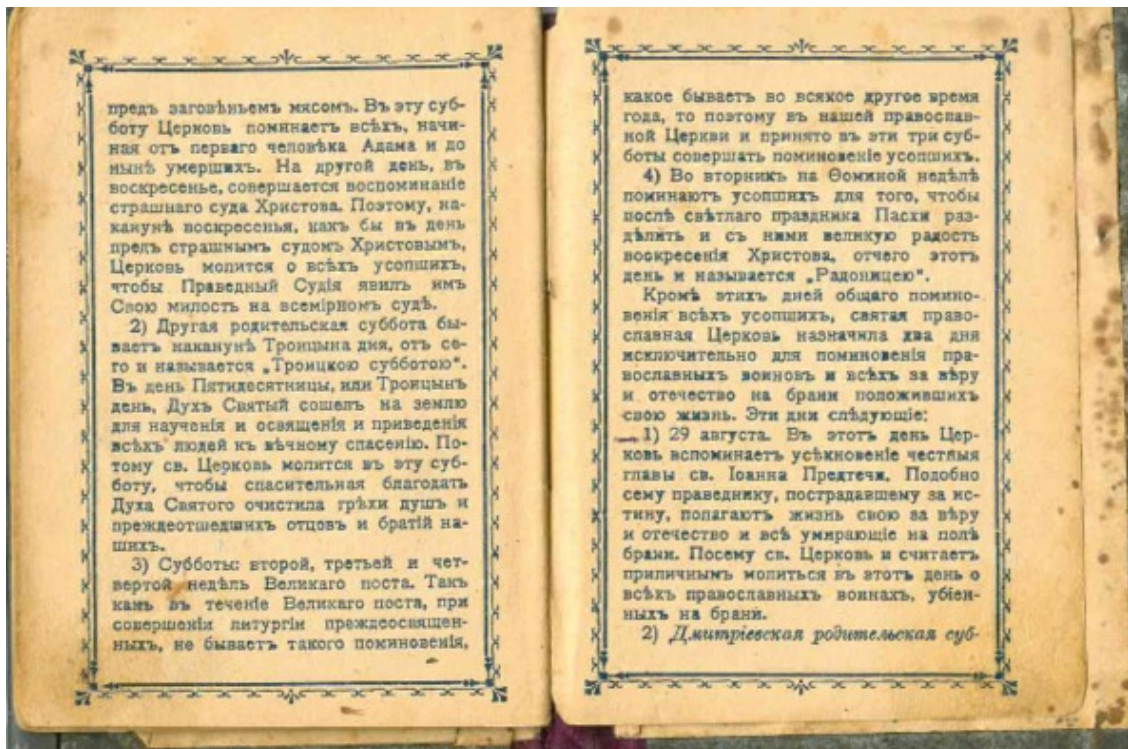 предъ заговѣньемъ мясомъ. Въ эту суб-
боту Церковь поминаетъ всѣхъ, начи-
ная отъ перваго человѣка Адама и до
нынѣ умершихъ. На другой день, въ
воскресенье, совершается воспоминаніе
страшнаго суда Христова. Поэтому, на-
канунѣ воскресенья, какъ бы въ день
предъ страшнымъ судомъ Христовымъ,
Церковь молится о всѣхъ усопшихъ,
чтобы Праведный Судія явилъ имъ
Свою милость на всемірномъ судѣ.
2) Другая родительская суббота бы-
ваетъ наканунѣ Троицына дня, отъ се-
го и называется „Троицкою субботою“.
Въ день Пятидесятницы, или Троицынъ
день, Духъ Святый сошелъ на землю
для наученія и освященія и приведенія
всѣхъ людей къ вѣчному спасенію. По-
тому св. Церковь молится въ эту суб-
боту, чтобы спасительная благодать
Духа Святого очистила грѣхи душъ и
преждеотшедшихъ отцовъ и братій на-
шихъ.
3) Субботы: второй, третьей и чет-
вертой недѣль Великаго поста. Такъ
какъ въ теченіе Великаго поста, при
совершеніи литургіи преждеосвящен-
ныхъ, не бываетъ такого поминовенія,
какое бываетъ во всякое другое время
года, то поэтому въ нашей православ-
ной Церкви и принято въ эти три суб-
боты совершать поминовеніе усопшихъ.
4) Во вторникъ на Ѳоминой недѣлѣ
поминаютъ усопшихъ для того, чтобы
послѣ свѣтлаго праздника Пасхи раз-
дѣлить и съ ними великую радость
воскресенія Христова, отчего этотъ
день и называется „Радоницею“.
Кромѣ этихъ дней общаго помино-
венія всѣхъ усопшихъ, святая право-
славная Церковь назначила два дня
исключительно для поминовенія пра-
вославныхъ воиновъ и всѣхъ за вѣру
и отечество на брани положившихъ
свою жизнь. Эти дни слѣдующіе:
1) 29 августа. Въ этотъ день Цер-
ковь вспоминаетъ усѣкновеніе честныя
главы св. Іоанна Предтечи. Подобно
сему праведнику, пострадавшему за ис-
тину, полагаютъ жизнь свою за вѣру
и отечество и всѣ умирающіе на полѣ
брани. Посему св. Церковь и считаетъ
приличнымъ молиться въ этотъ день о
всѣхъ православныхъ воинахъ, убіен-
ныхъ на брани.
2) Дмитріевская родительская суб-